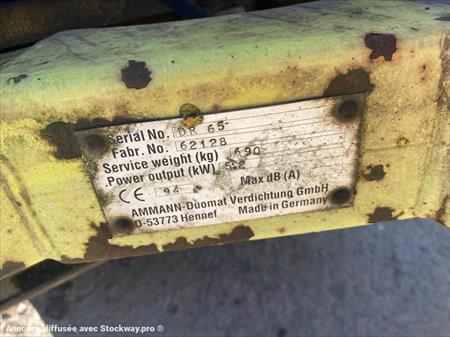 Serial No. DR 65
Fabr. No. 62128
Service weight (kg) 690
Power output (kW) 5.2
CE 94 Max dB (A)
AMMANN-Duomat Verdichtung GmbH
D-53773 Hennef Made in Germany
Annonce diffusée avec Stockway.pro ®